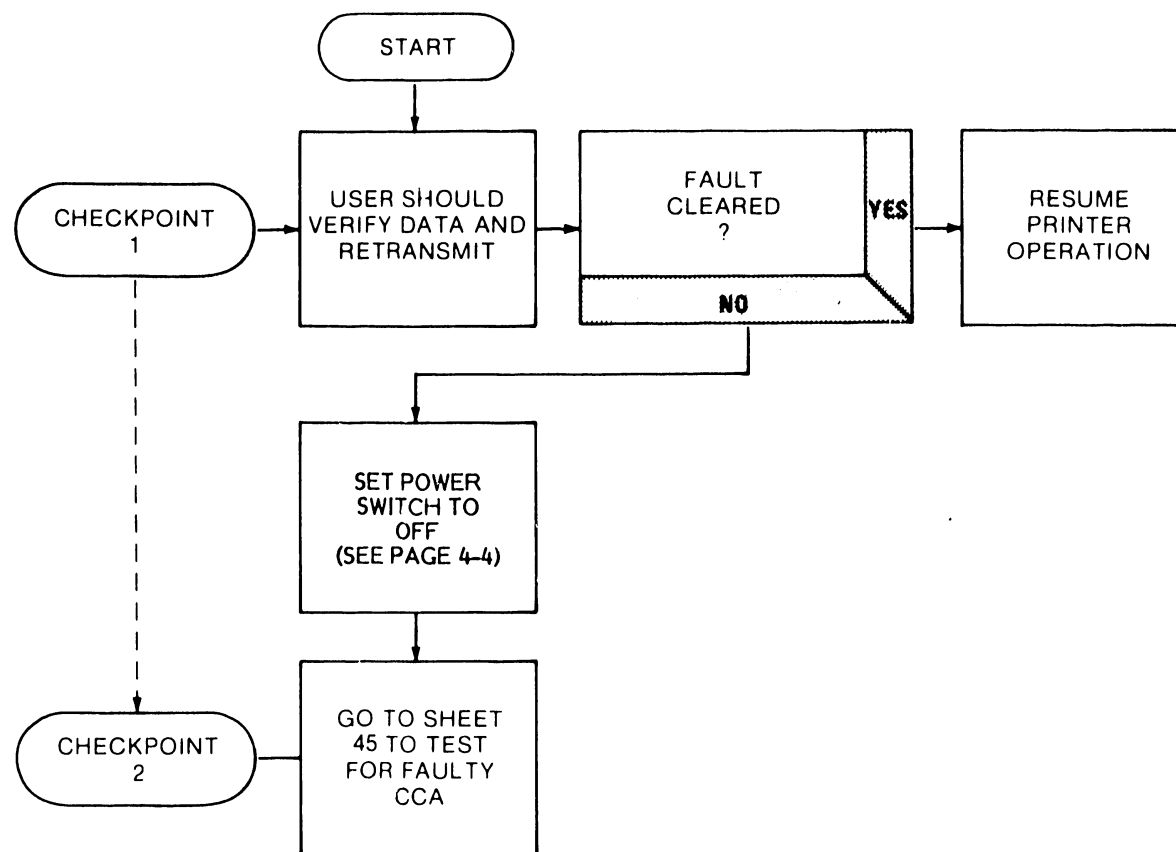 START
CHECKPOINT
1
USER SHOULD
VERIFY DATA AND
RETRANSMIT
FAULT
CLEARED
?
YES
NO
RESUME
PRINTER
OPERATION
SET POWER
SWITCH TO
OFF
(SEE PAGE 4-4)
CHECKPOINT
2
GO TO SHEET
45 TO TEST
FOR FAULTY
CCA